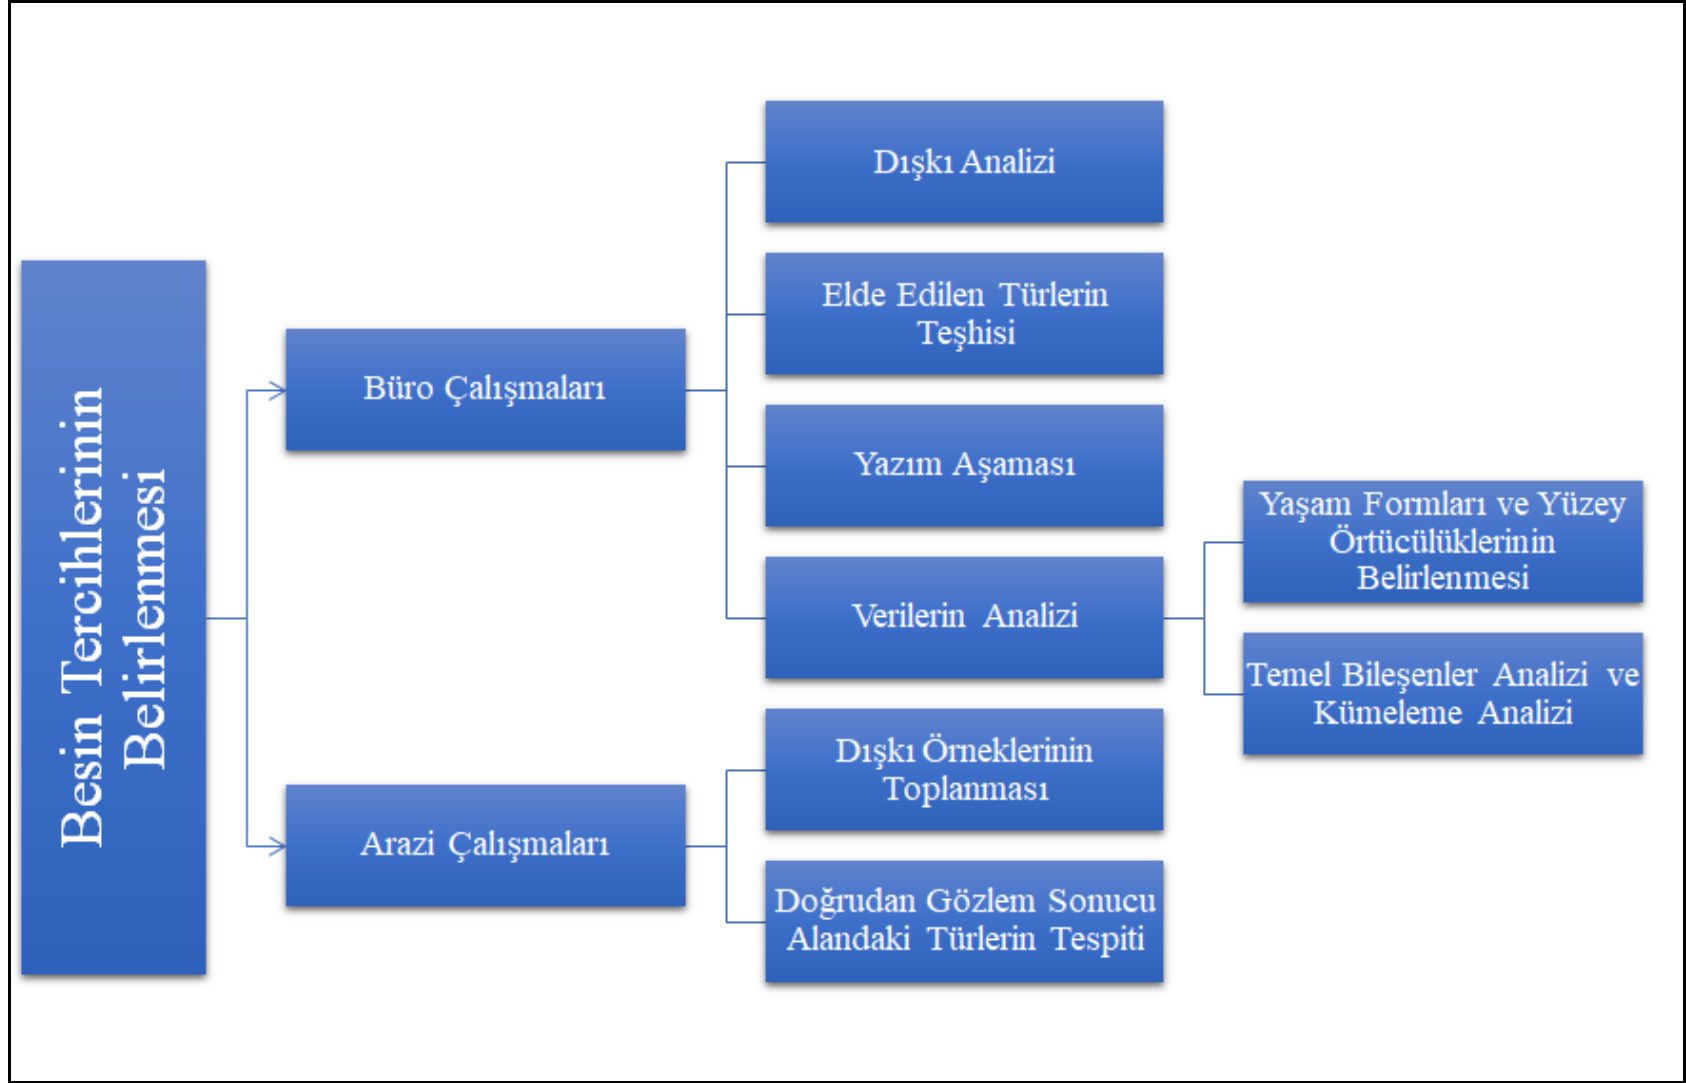 Besin Tercihlerinin
Belirlenmesi
Büro Çalışmaları
Dışkı Analizi
Elde Edilen Türlerin
Teşhisi
Yazım Aşaması
Verilerin Analizi
Yaşam Formları ve Yüzey
Örtücülüklerinin
Belirlenmesi
Temel Bileşenler Analizi ve
Kümeleme Analizi
Arazi Çalışmaları
Dışkı Örneklerinin
Toplanması
Doğrudan Gözlem Sonucu
Alandaki Türlerin Tespiti